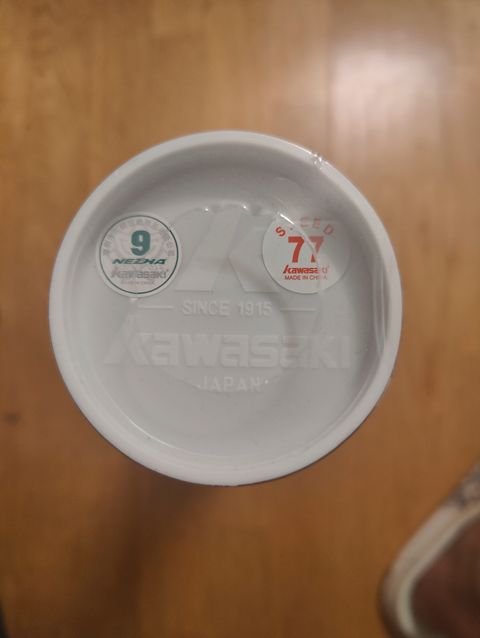 9
NEZHA
Kawasaki
SPEED
77
Kawasaki
MADE IN CHINA
SINCE 1915
Kawasaki
JAPAN